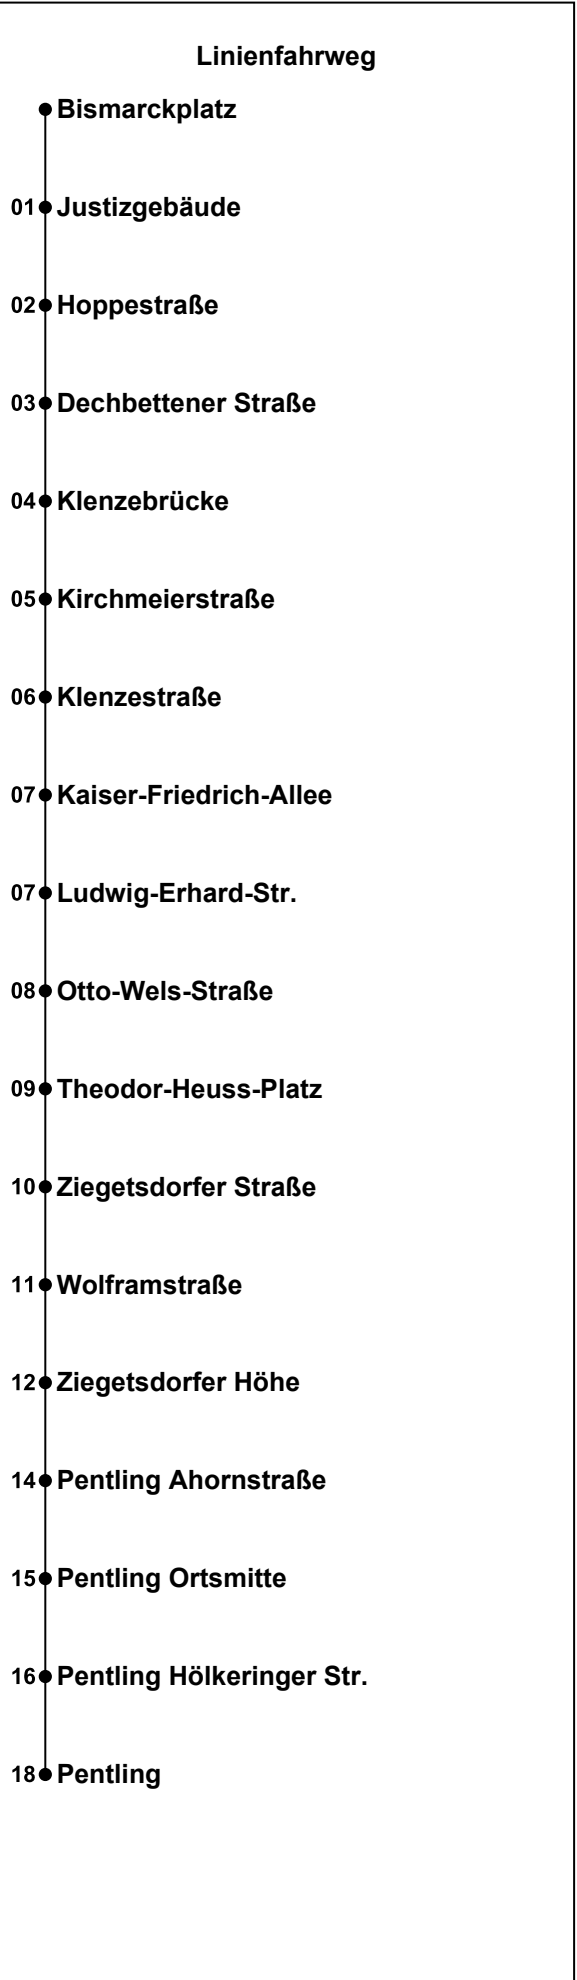 Linienfahrweg
Bismarckplatz
01 Justizgebäude
02 Hoppestraße
03 Dechbettener Straße
04 Klenzebrücke
05 Kirchmeierstraße
06 Klenzestraße
07 Kaiser-Friedrich-Allee
07 Ludwig-Erhard-Str.
08 Otto-Wels-Straße
09 Theodor-Heuss-Platz
10 Ziegetsdorfer Straße
11 Wolframstraße
12 Ziegetsdorfer Höhe
14 Pentling Ahornstraße
15 Pentling Ortsmitte
16 Pentling Hölkeringer Str.
18 Pentling